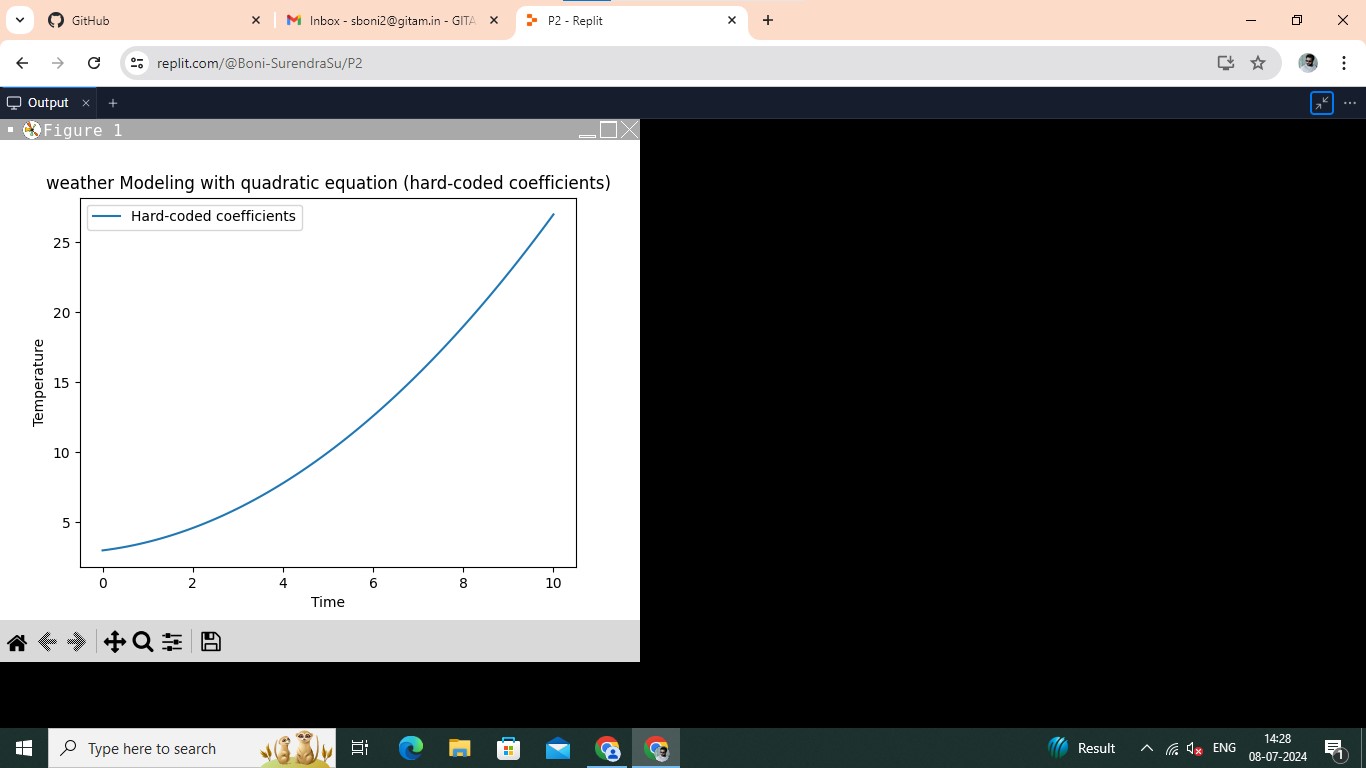 GitHub
Inbox - sboni2@gitam.in - GITA
P2 - Replit
replit.com/@Boni-SurendraSu/P2
Output
Figure 1
weather Modeling with quadratic equation (hard-coded coefficients)
Hard-coded coefficients
25
20
15
10
5
Temperature
0 2 4 6 8 10
Time
Type here to search
Result
ENG
14:28
08-07-2024
1